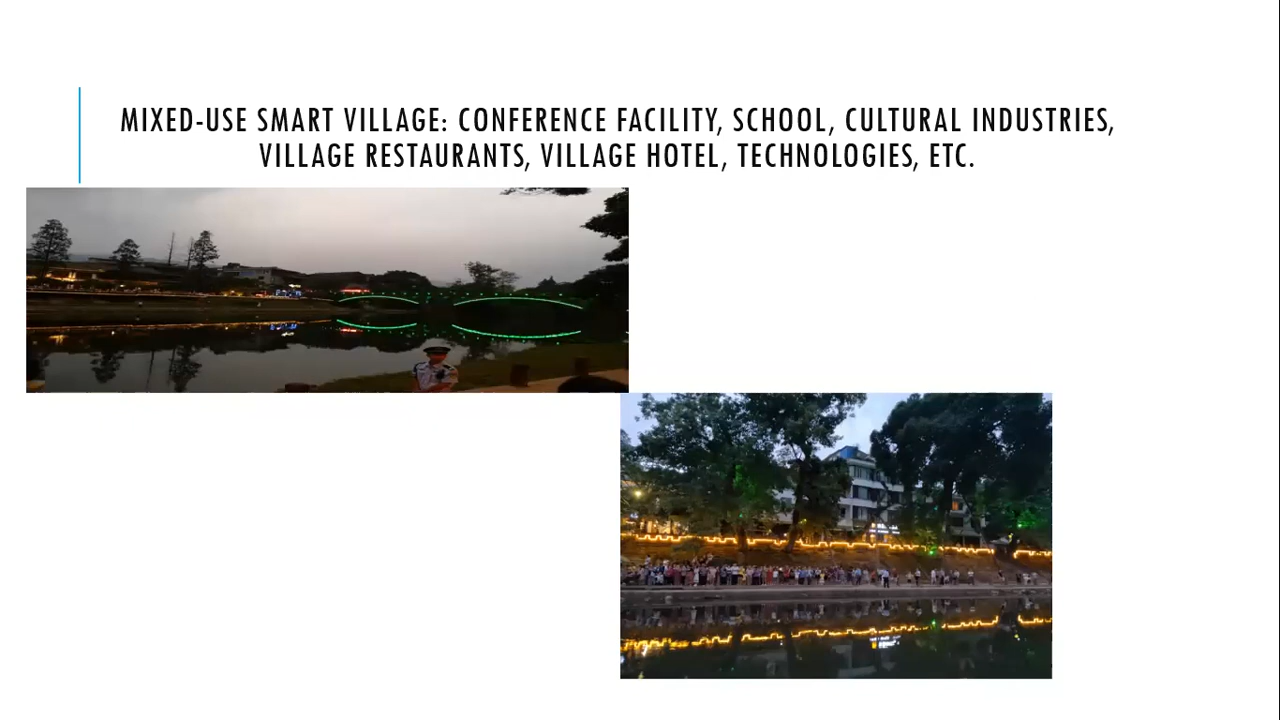 MIXED-USE SMART VILLAGE: CONFERENCE FACILITY, SCHOOL, CULTURAL INDUSTRIES,
VILLAGE RESTAURANTS, VILLAGE HOTEL, TECHNOLOGIES, ETC.